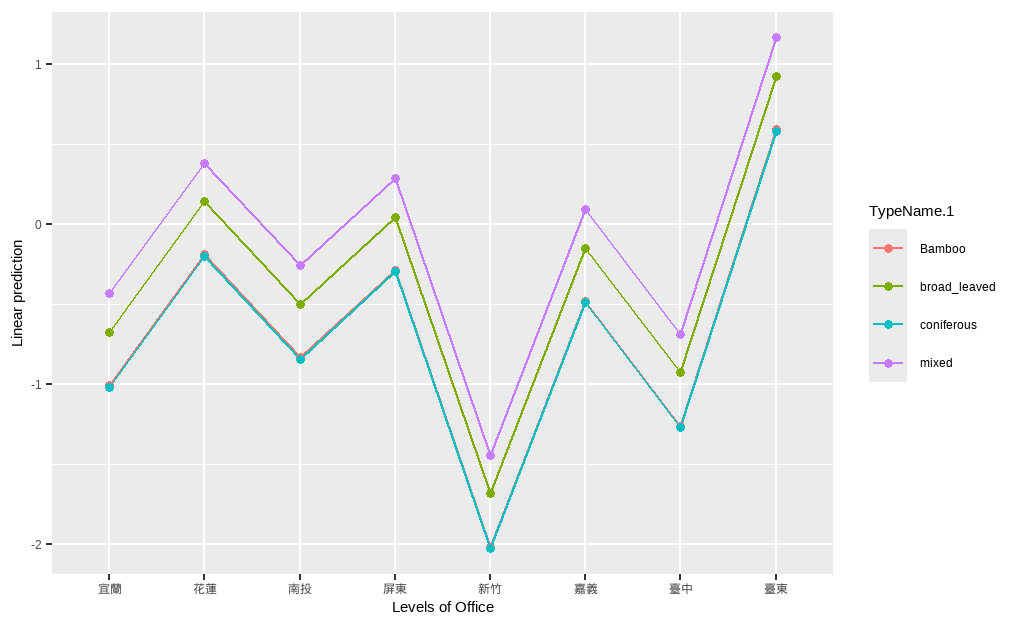 Linear prediction
1
0
-1
-2
宜蘭 花蓮 南投 屏東 新竹 嘉義 臺中 臺東
Levels of Office
TypeName.1
Bamboo
broad_leaved
coniferous
mixed